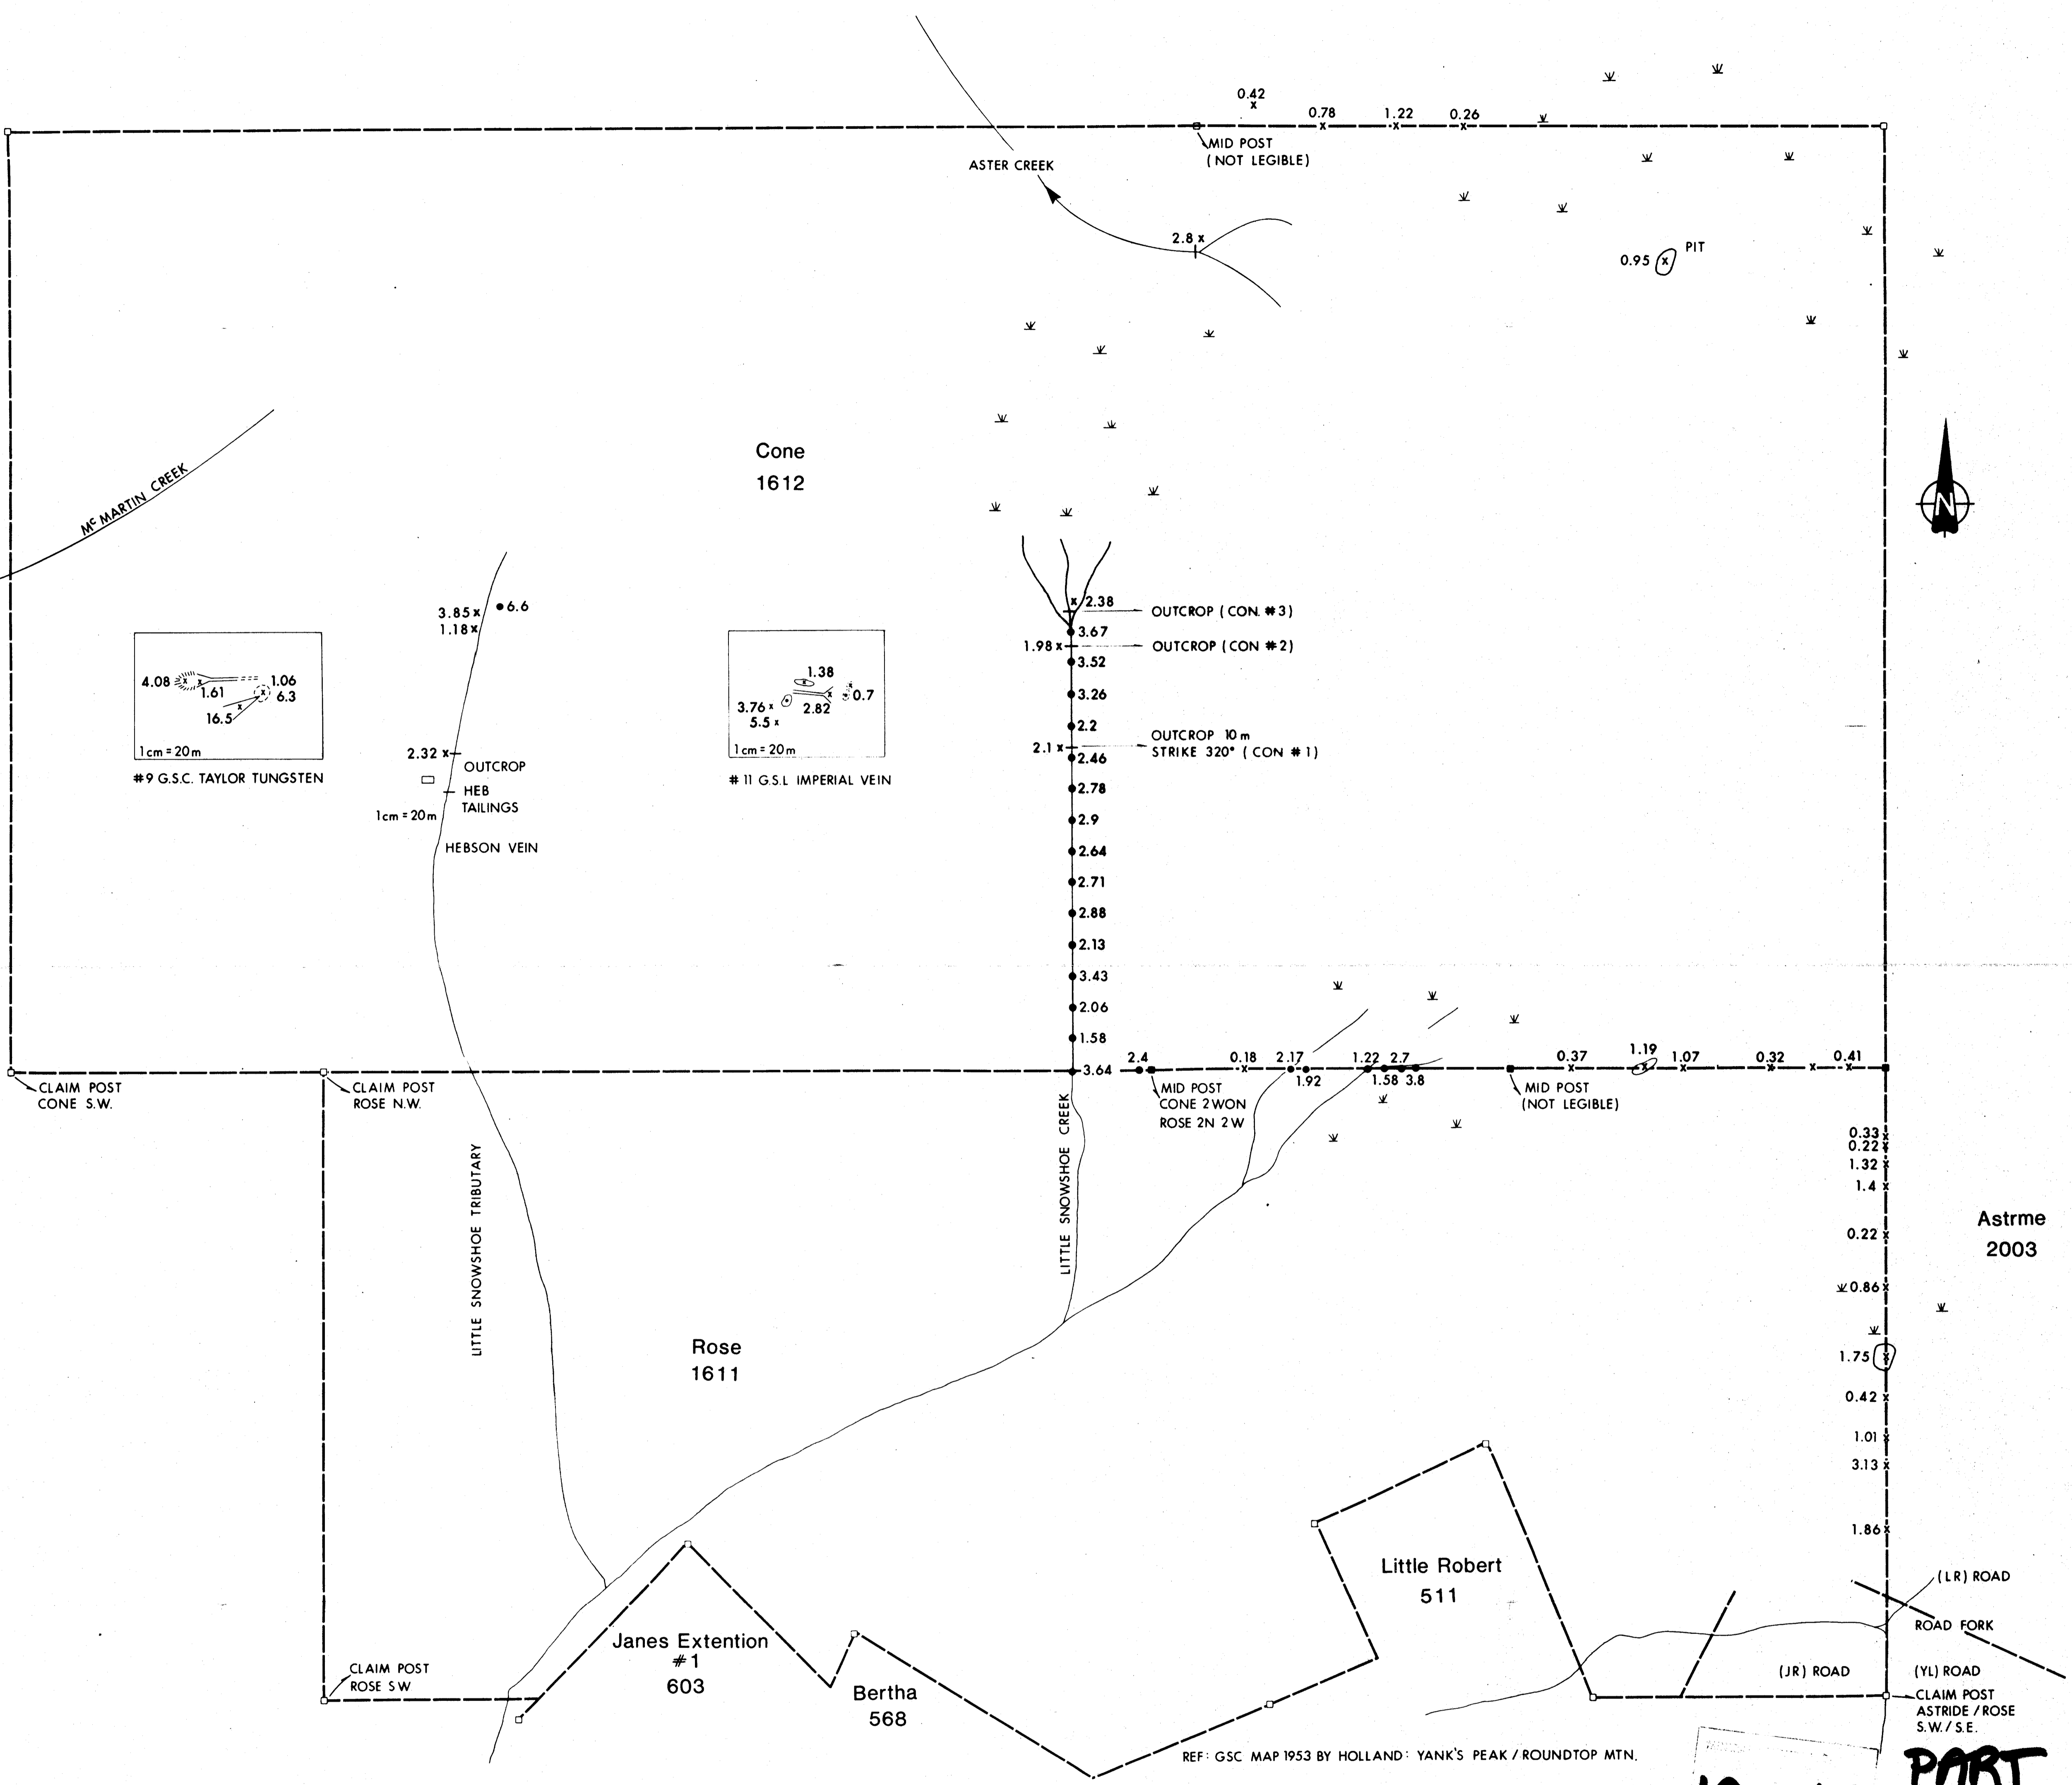 0.42
0.78
1.22
0.26
MID POST
(NOT LEGIBLE)
ASTER CREEK
2.8 x
PIT
0.95
Mc MARTIN CREEK
Cone
1612
N
3.85 x
6.6
1.18 x
2.38
OUTCROP (CON. #3)
3.67
1.98 x
OUTCROP (CON #2)
3.52
3.26
2.2
OUTCROP 10 m
STRIKE 320° (CON #1)
2.1 x
2.46
2.78
2.9
2.64
2.71
2.88
2.13
3.43
2.06
1.58
4.08
1.61
1.06
6.3
16.5
1cm = 20m
#9 G.S.C. TAYLOR TUNGSTEN
2.32 x
OUTCROP
HEB
TAILINGS
1cm = 20m
HEBSON VEIN
1.38
3.76 x
2.82
0.7
5.5 x
1cm = 20m
#11 G.S.L IMPERIAL VEIN
3.64
2.4
0.18
2.17
1.92
1.22
2.7
1.58
3.8
0.37
1.19
1.07
0.32
0.41
CLAIM POST
CONE S.W.
CLAIM POST
ROSE N.W.
MID POST
CONE 2WON
ROSE 2N 2W
MID POST
(NOT LEGIBLE)
LITTLE SNOWSHOE TRIBUTARY
LITTLE SNOWSHOE CREEK
0.33
0.22
1.32
1.4
0.22
0.86
1.75
0.42
1.01
3.13
1.86
Astrme
2003
Rose
1611
Little Robert
511
Janes Extention
#1
603
Bertha
568
CLAIM POST
ROSE SW
(LR) ROAD
ROAD FORK
(JR) ROAD
(YL) ROAD
CLAIM POST
ASTRIDE/ROSE
S.W./S.E.
REF: GSC MAP 1953 BY HOLLAND: YANK'S PEAK/ROUNDTOP MTN.
PART